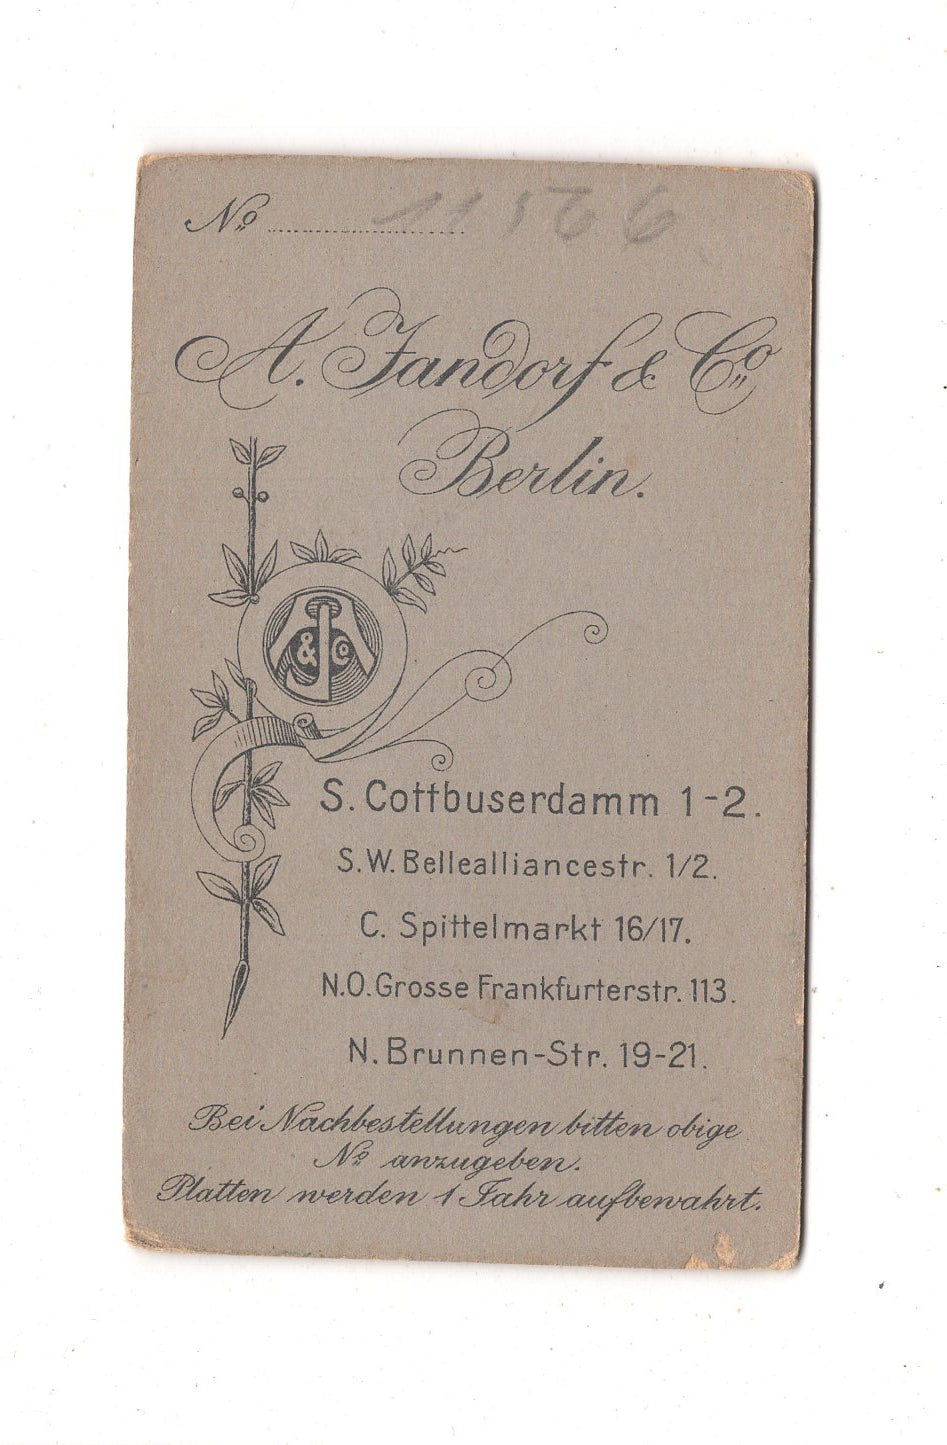 Nº 11566
A. Jandorf & Cº
Berlin.
& Co
S. Cottbuserdamm 1-2.
S.W. Bellealliancestr. 1/2.
C. Spittelmarkt 16/17.
N.O. Grosse Frankfurterstr. 113.
N. Brunnen-Str. 19-21.
Bei Nachbestellungen bitten obige
Nº anzugeben.
Platten werden 1 Jahr aufbewahrt.